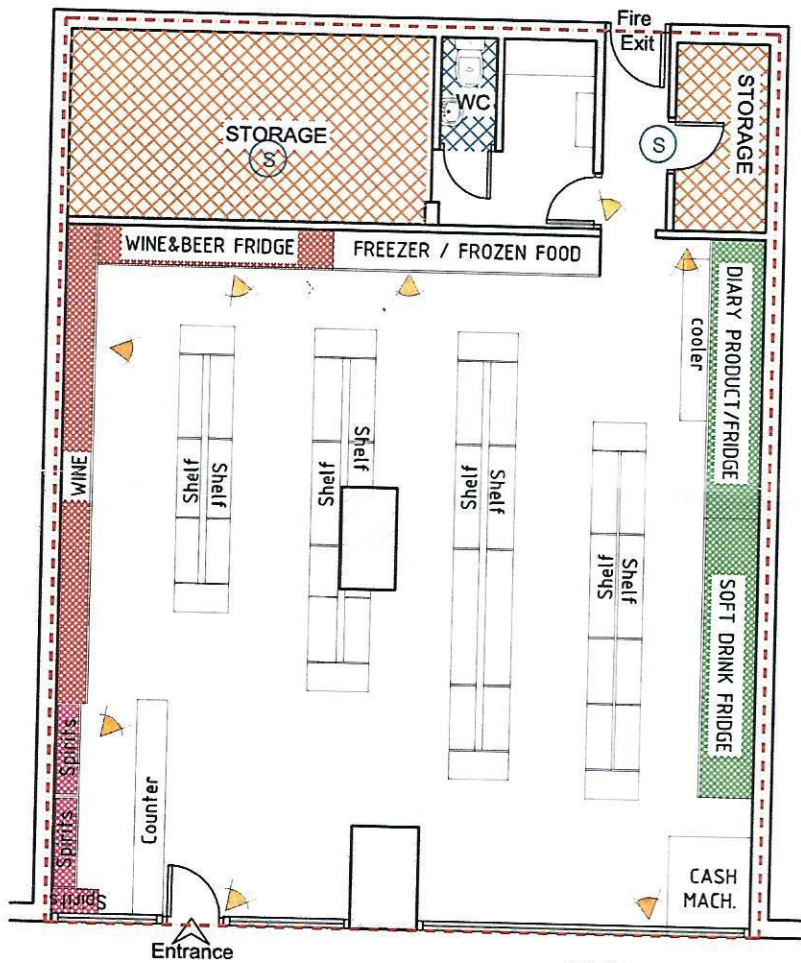 Fire
Exit
STORAGE
S
WC
S
STORAGE
WINE&BEER FRIDGE
FREEZER / FROZEN FOOD
cooler
DIARY PRODUCT/FRIDGE
WINE
Shelf
Shelf
Shelf
Shelf
Shelf
Shelf
Shelf
Shelf
SOFT DRINK FRIDGE
Spirits
Spirits
Spirits
Counter
CASH
MACH.
Entrance